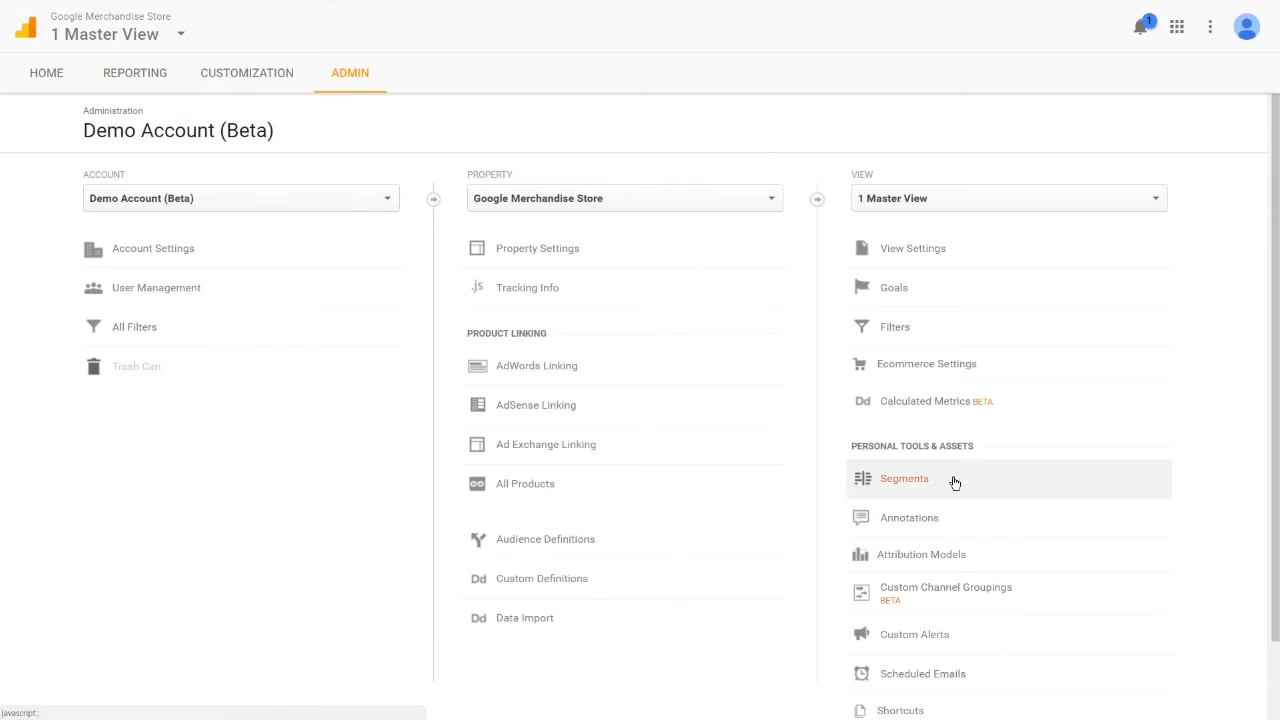 Google Merchandise Store
1 Master View
1
HOME
REPORTING
CUSTOMIZATION
ADMIN
Administration
Demo Account (Beta)
ACCOUNT
Demo Account (Beta)
Account Settings
User Management
All Filters
Trash Can
PROPERTY
Google Merchandise Store
Property Settings
.js Tracking Info
PRODUCT LINKING
AdWords Linking
AdSense Linking
Ad Exchange Linking
All Products
Audience Definitions
Dd Custom Definitions
Dd Data Import
VIEW
1 Master View
View Settings
Goals
Filters
Ecommerce Settings
Dd Calculated Metrics BETA
PERSONAL TOOLS & ASSETS
Segments
Annotations
Attribution Models
Custom Channel Groupings
BETA
Custom Alerts
Scheduled Emails
Shortcuts
javascript:;